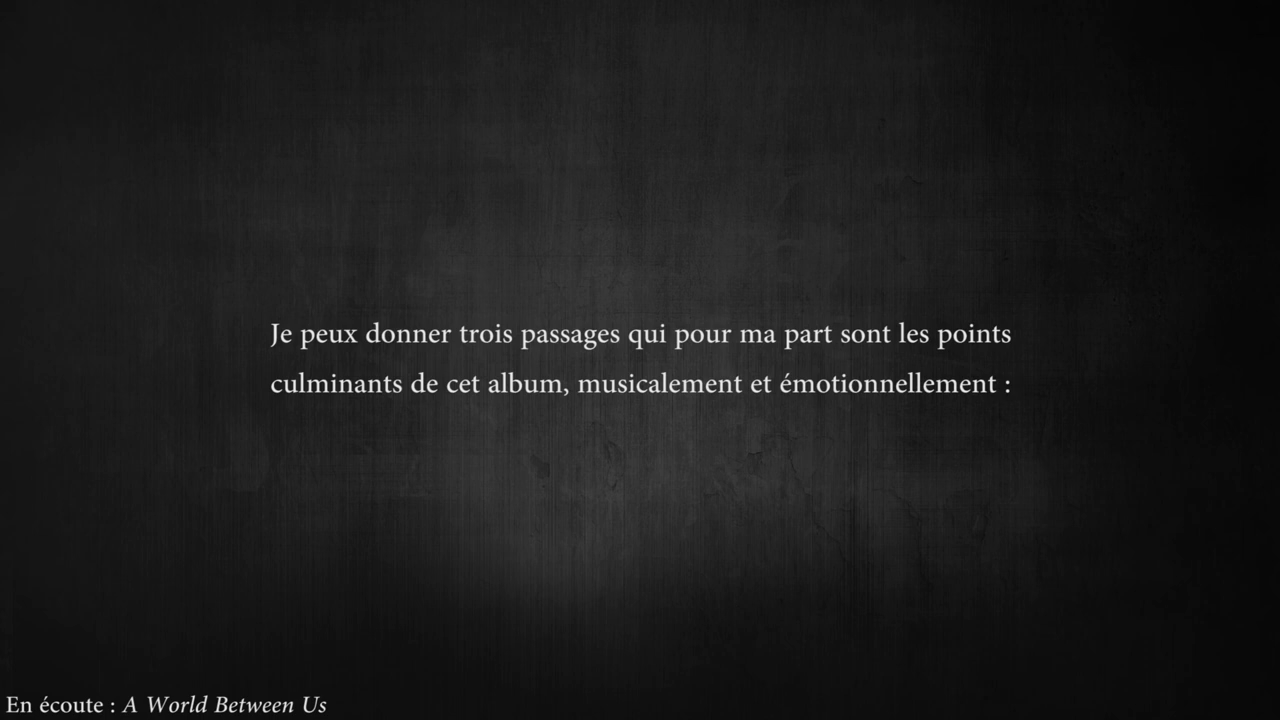 Je peux donner trois passages qui pour ma part sont les points
culminants de cet album, musicalement et émotionnellement :
En écoute : A World Between Us